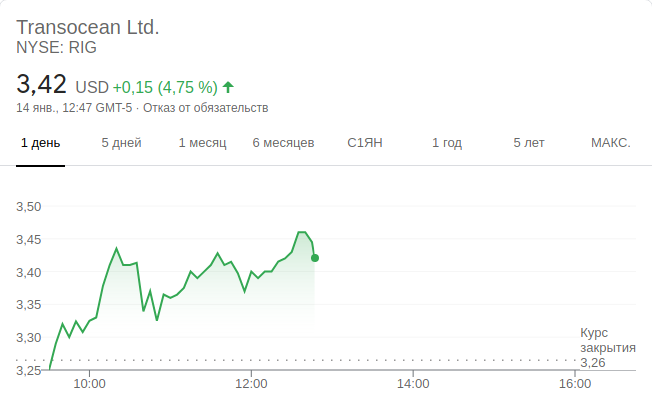 Transocean Ltd.
NYSE: RIG
3,42 USD +0,15 (4,75 %)
14 янв., 12:47 GMT-5 · Отказ от обязательств
1 день 5 дней 1 месяц 6 месяцев С1ЯН 1 год 5 лет МАКС.
3,50
3,45
3,40
3,35
3,30
3,25
Курс
закрытия
3,26
10:00 12:00 14:00 16:00